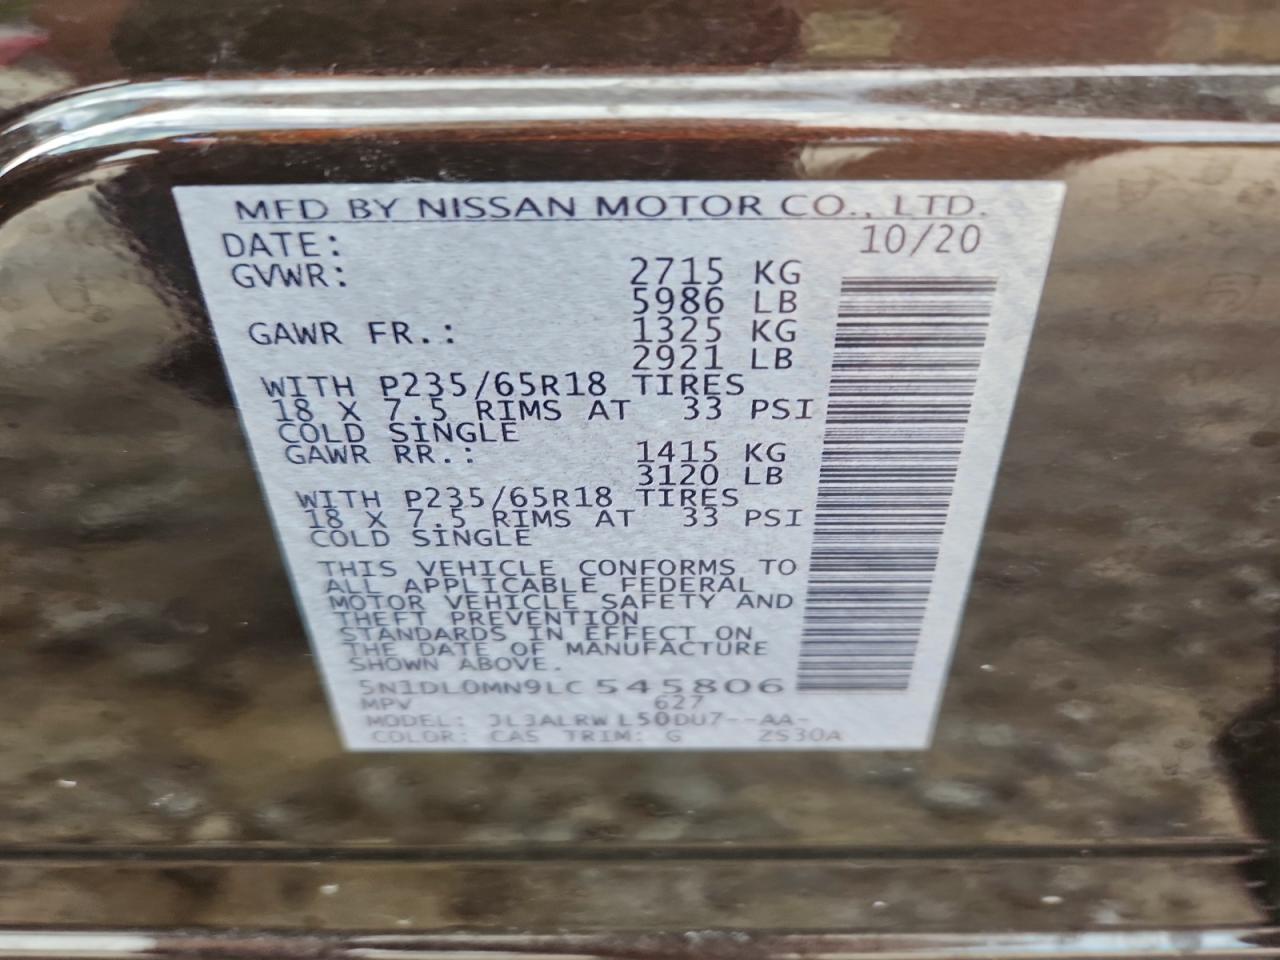 MFD BY NISSAN MOTOR CO., LTD.
DATE: 10/20
GVWR: 2715 KG
5986 LB
GAWR FR.: 1325 KG
2921 LB
WITH P235/65R18 TIRES
18 X 7.5 RIMS AT 33 PSI
COLD SINGLE
GAWR RR.: 1415 KG
3120 LB
WITH P235/65R18 TIRES
18 X 7.5 RIMS AT 33 PSI
COLD SINGLE
THIS VEHICLE CONFORMS TO
ALL APPLICABLE FEDERAL
MOTOR VEHICLE SAFETY AND
THEFT PREVENTION
STANDARDS IN EFFECT ON
THE DATE OF MANUFACTURE
SHOWN ABOVE.
5N1DL0MN9LC545806
MPV 627
MODEL: JL3ALRW L50DU7--AA-
COLOR: CAS TRIM: G ZS30A